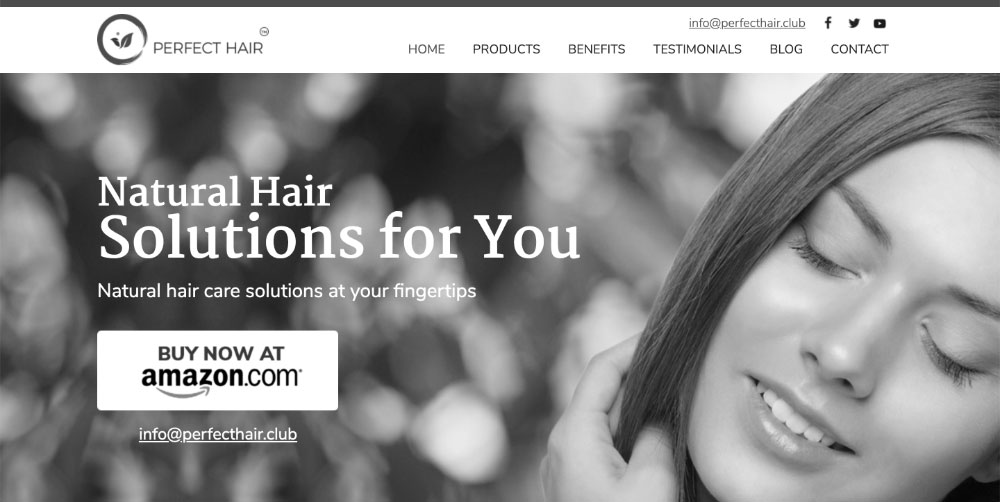 info@perfecthair.club
PERFECT HAIR
HOME PRODUCTS BENEFITS TESTIMONIALS BLOG CONTACT
Natural Hair
Solutions for You
Natural hair care solutions at your fingertips
BUY NOW AT
amazon.com
info@perfecthair.club